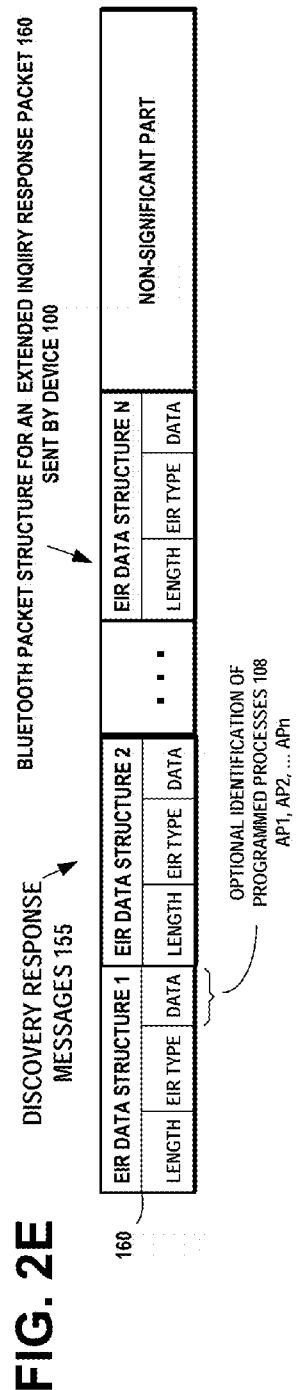 FIG. 2E
BLUETOOTH PACKET STRUCTURE FOR AN EXTENDED INQIIRY RESPONSE PACKET 160
SENT BY DEVICE 100
DISCOVERY RESPONSE
MESSAGES 155
160
EIR DATA STRUCTURE 1
LENGTH EIR TYPE DATA
EIR DATA STRUCTURE 2
LENGTH EIR TYPE DATA
. . .
EIR DATA STRUCTURE N
LENGTH EIR TYPE DATA
NON-SIGNIFICANT PART
OPTIONAL IDENTIFICATION OF
PROGRAMMED PROCESSES 108
AP1, AP2, ... APn